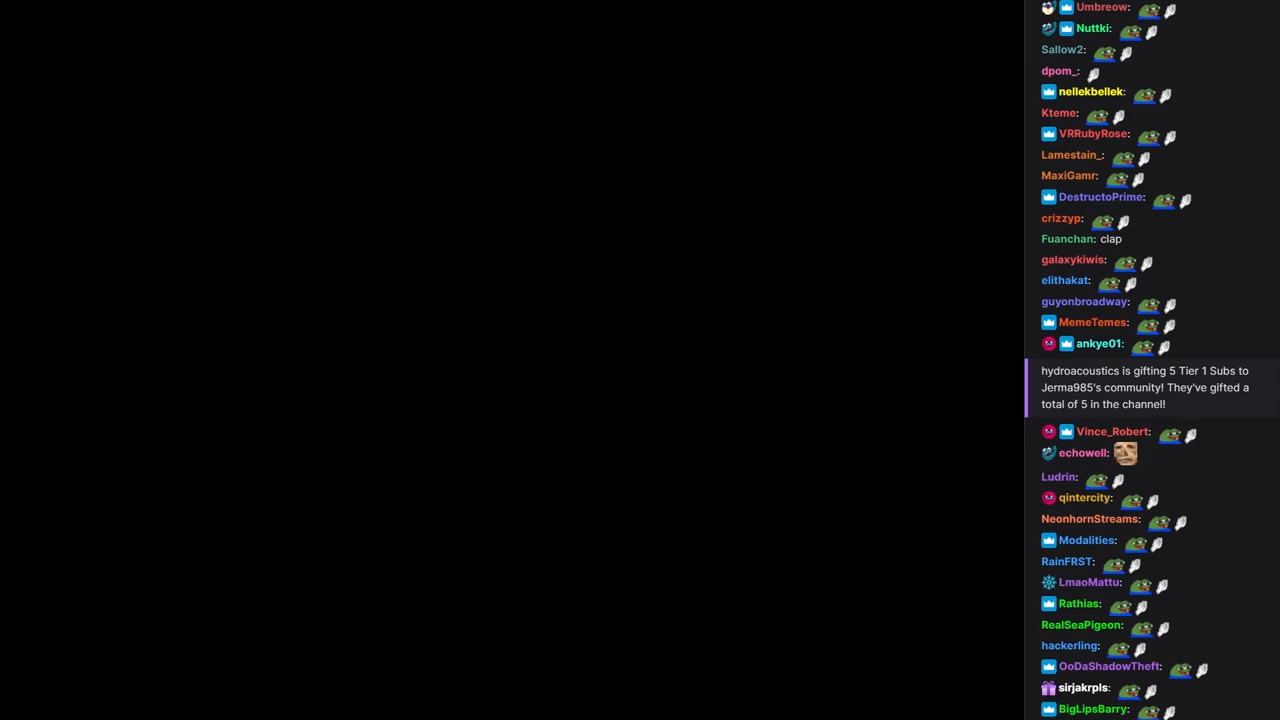 Umbreow:
Nuttki:
Sallow2:
dpom_:
nellekbellek:
Kteme:
VRRubyRose:
Lamestain_:
MaxiGamr:
DestructoPrime:
crizzyp:
Fuanchan: clap
galaxykiwis:
elithakat:
guyonbroadway:
MemeTemes:
ankye01:
hydroacoustics is gifting 5 Tier 1 Subs to
Jerma985's community! They've gifted a
total of 5 in the channel!
Vince_Robert:
echowell:
Ludrin:
qintercity:
NeonhornStreams:
Modalities:
RainFRST:
LmaoMattu:
Rathias:
RealSeaPigeon:
hackerling:
OoDaShadowTheft:
sirjakrpls:
BigLipsBarry: